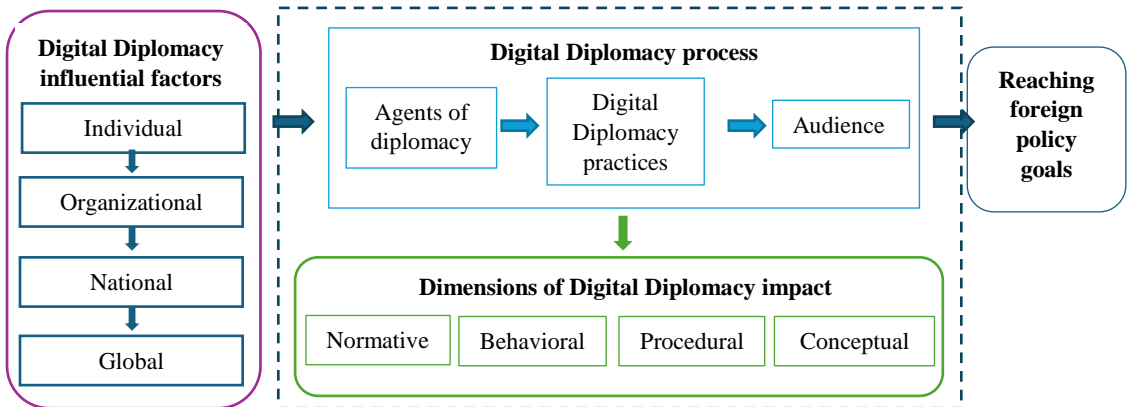 Digital Diplomacy
influential factors
Individual
Organizational
National
Global
Digital Diplomacy process
Agents of
diplomacy
Digital
Diplomacy
practices
Audience
Dimensions of Digital Diplomacy impact
Normative
Behavioral
Procedural
Conceptual
Reaching
foreign
policy
goals